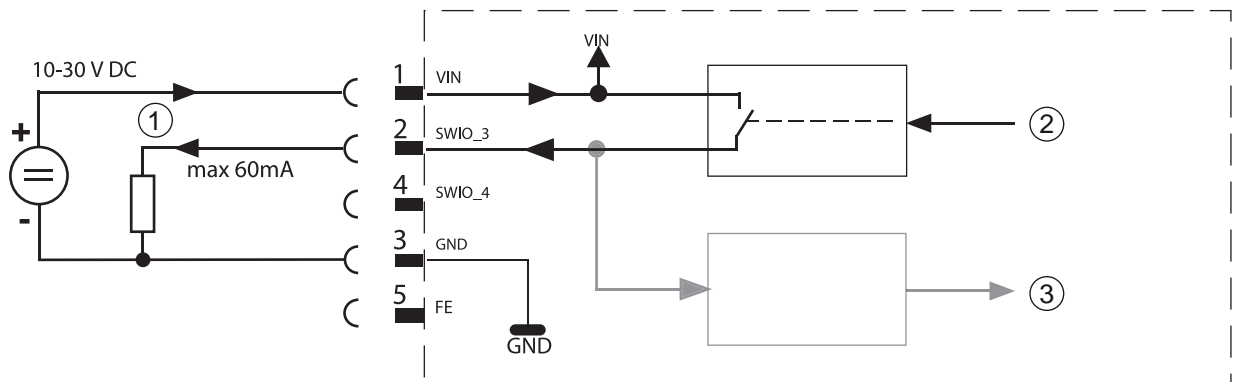 10-30 V DC
1
+
-
max 60mA
1 VIN
2 SWIO_3
4 SWIO_4
3 GND
5 FE
VIN
GND
2
3